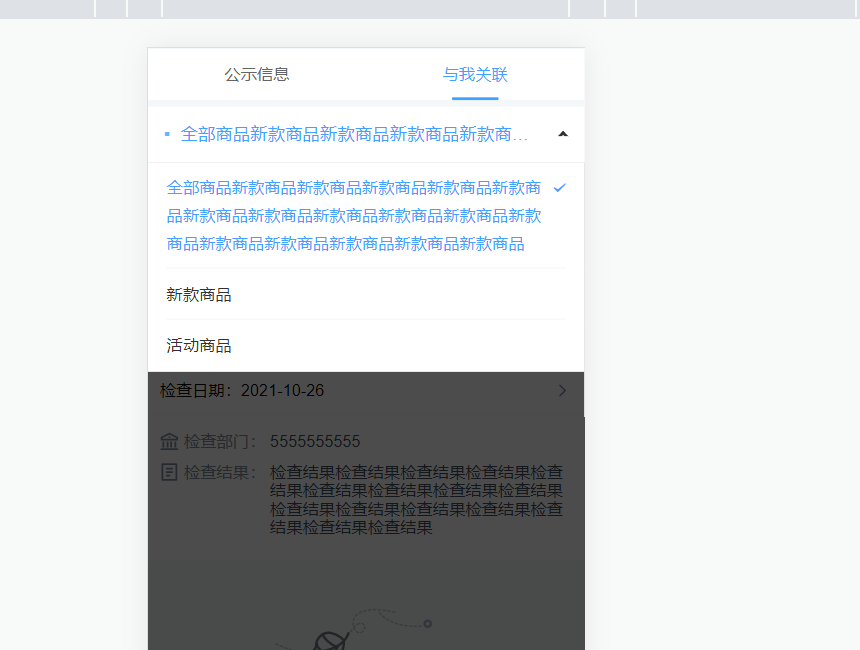 公示信息
与我关联
全部商品新款商品新款商品新款商品新款商...
全部商品新款商品新款商品新款商品新款商品新款商
品新款商品新款商品新款商品新款商品新款商品新款
商品新款商品新款商品新款商品新款商品新款商品
新款商品
活动商品
检查日期：2021-10-26
检查部门： 5555555555
检查结果： 检查结果检查结果检查结果检查结果检查
结果检查结果检查结果检查结果检查结果
检查结果检查结果检查结果检查结果检查
结果检查结果检查结果